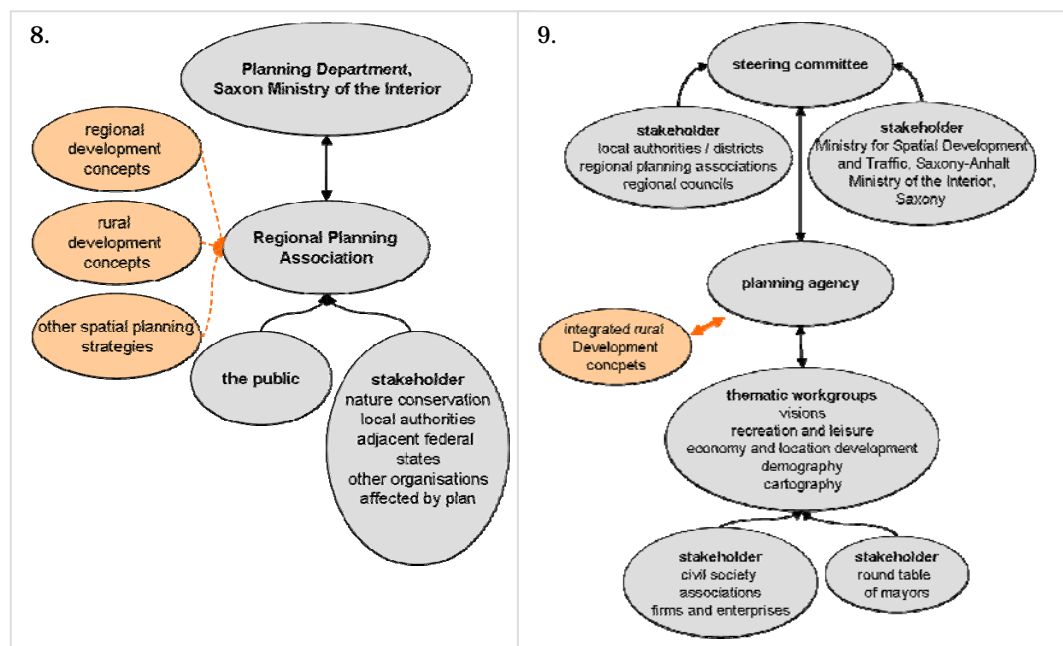 8.
Planning Department,
Saxon Ministry of the Interior
regional
development
concepts
rural
development
concepts
Regional Planning
Association
other spatial planning
strategies
the public
stakeholder
nature conservation
local authorities
adjacent federal
states
other organisations
affected by plan
9.
steering committee
stakeholder
local authorities / districts
regional planning associations
regional councils
stakeholder
Ministry for Spatial Development
and Traffic, Saxony-Anhalt
Ministry of the Interior,
Saxony
planning agency
integrated rural
Development
concpets
thematic workgroups
visions
recreation and leisure
economy and location development
demography
cartography
stakeholder
civil society
associations
firms and enterprises
stakeholder
round table
of mayors